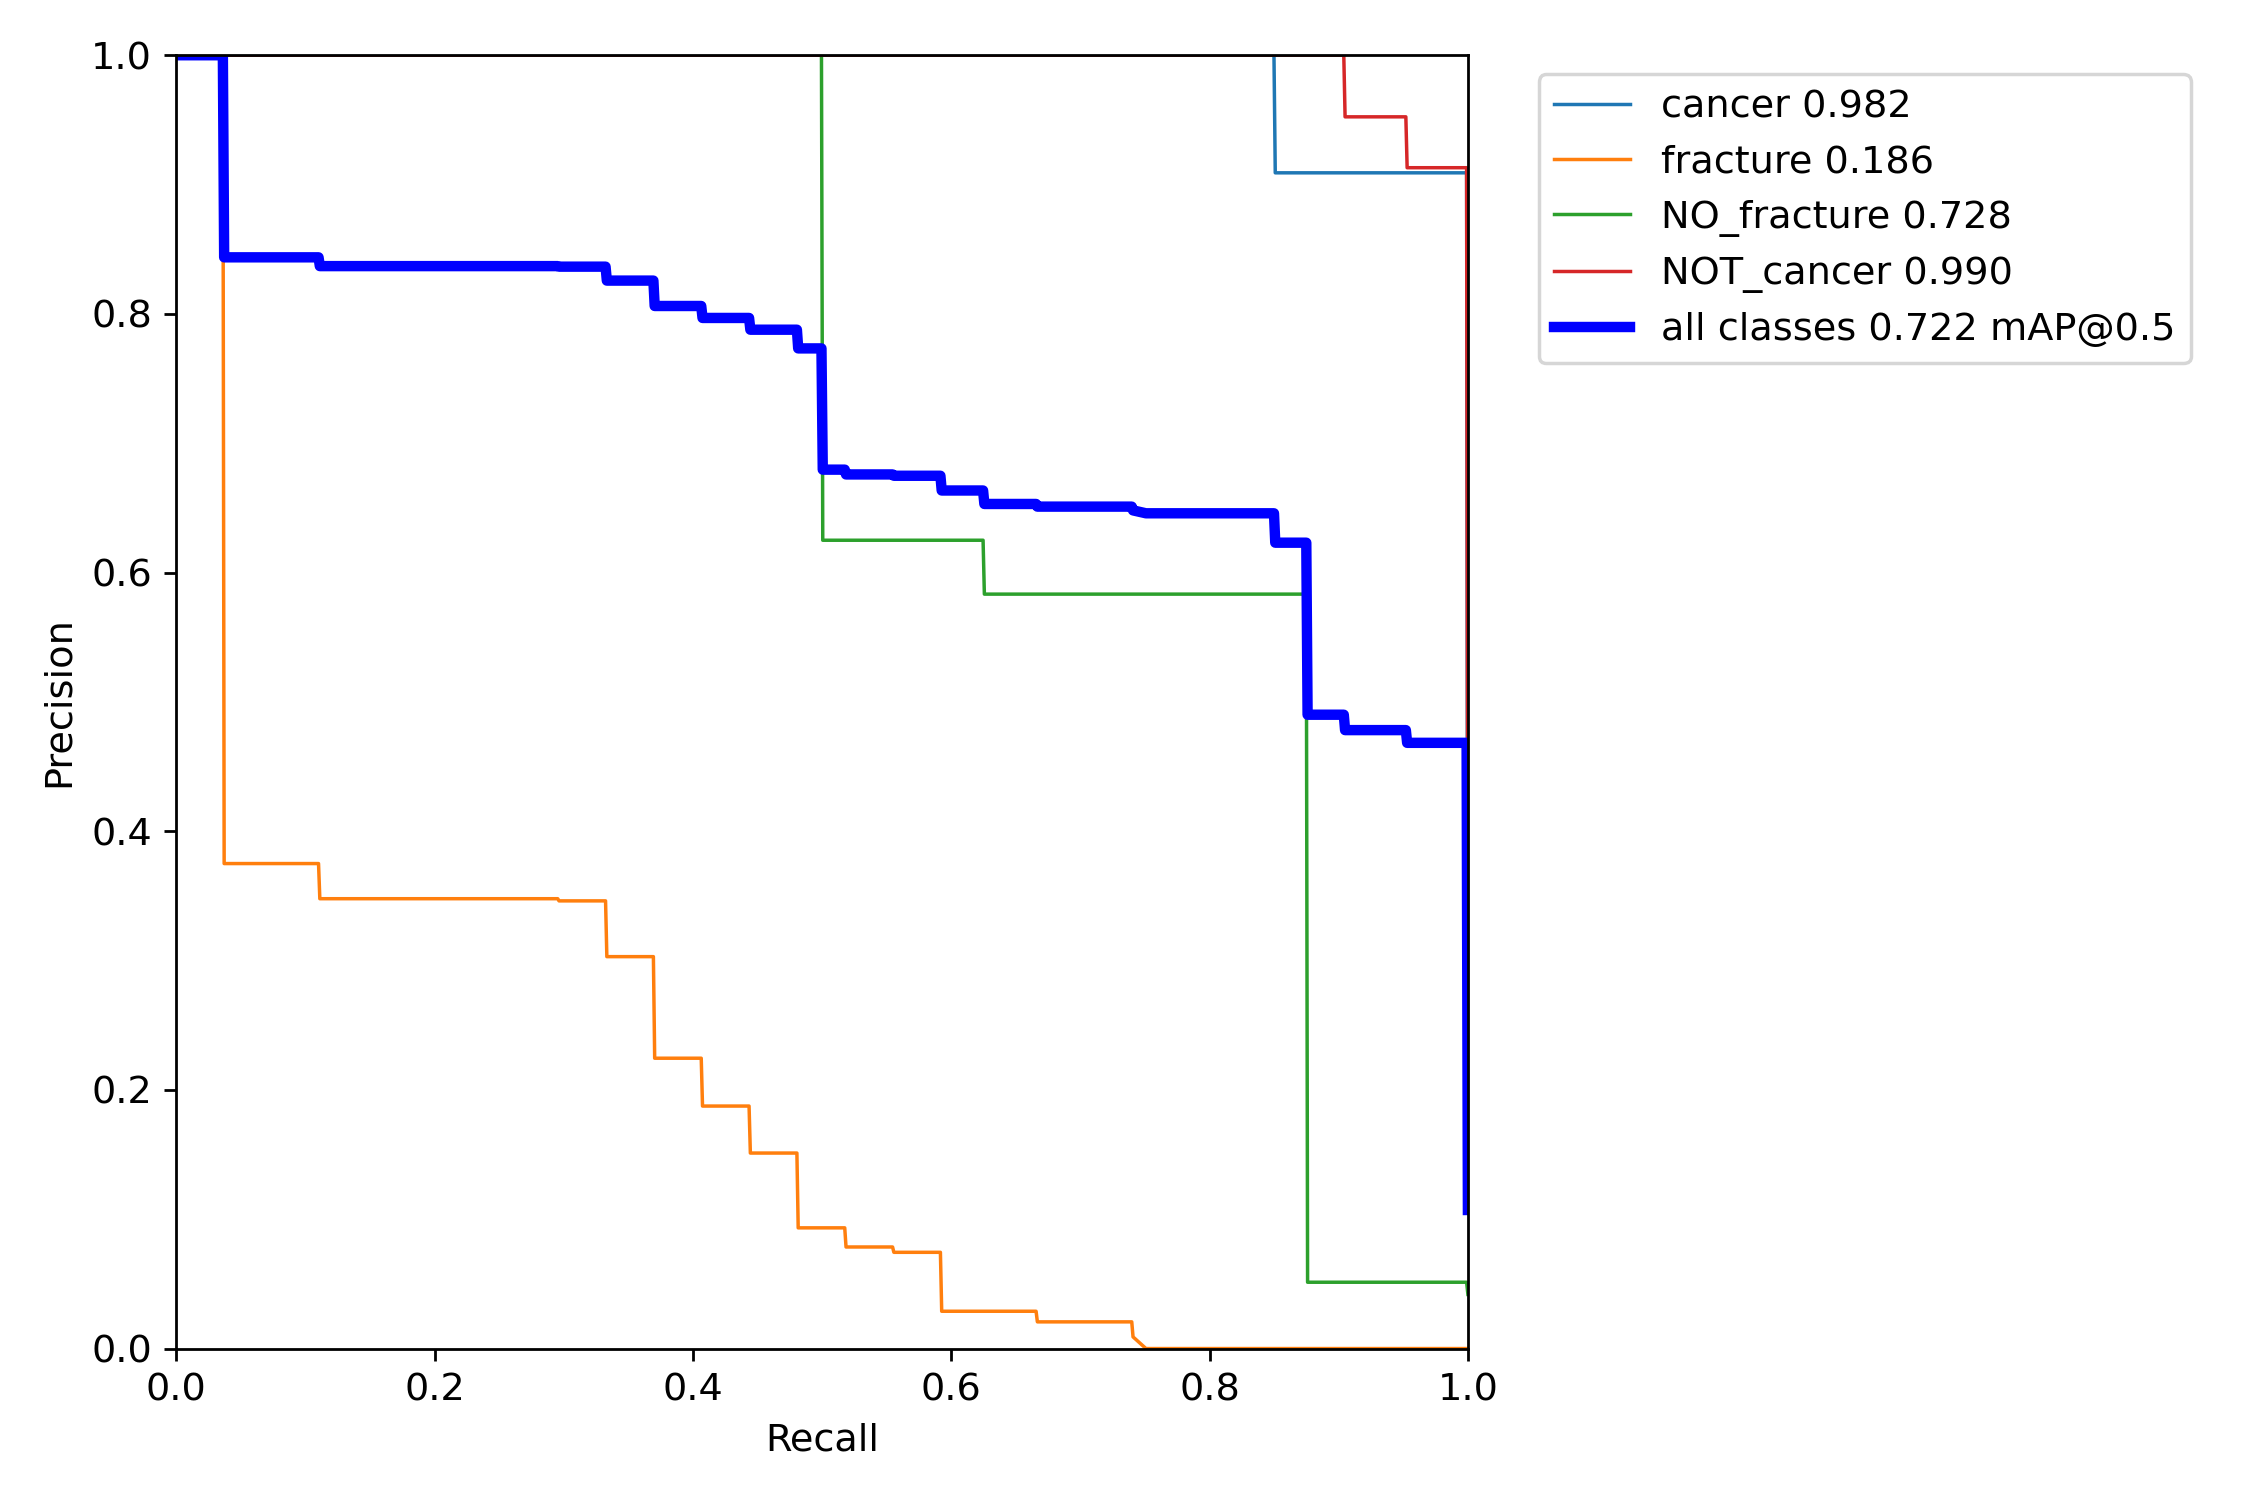 cancer 0.982
fracture 0.186
NO_fracture 0.728
NOT_cancer 0.990
all classes 0.722 mAP@0.5
1.0
0.8
0.6
0.4
0.2
0.0
Precision
0.0 0.2 0.4 0.6 0.8 1.0
Recall